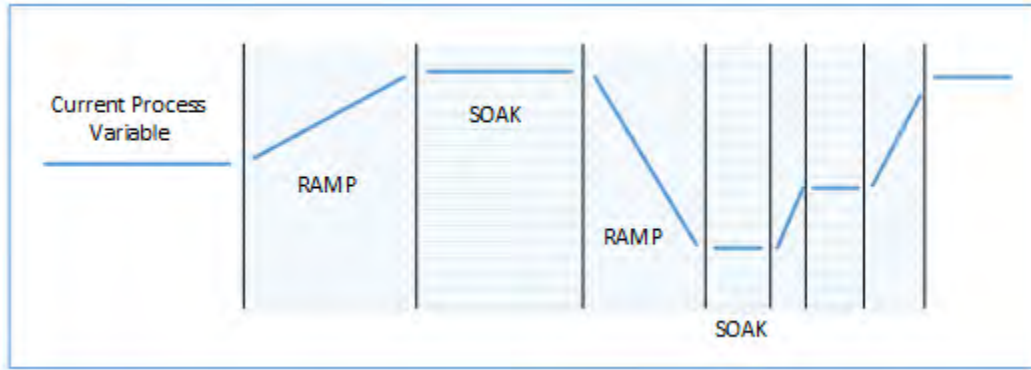 Current Process
Variable
RAMP
SOAK
RAMP
SOAK